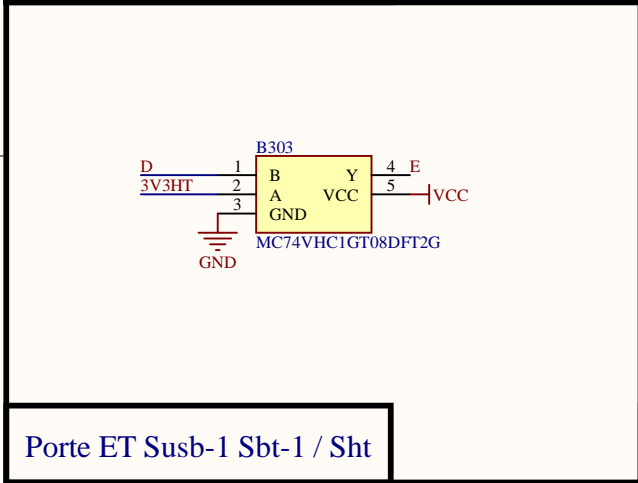 B303
D 1 B Y 4 E
3V3HT 2 A VCC 5 VCC
3 GND
GND
MC74VHC1GT08DFT2G
Porte ET Susb-1 Sbt-1 / Sht